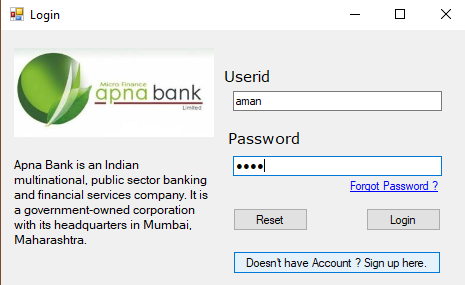 Login
Micro Finance
apna bank
Limited
Userid
aman
Password
••••
Forgot Password ?
Apna Bank is an Indian
multinational, public sector banking
and financial services company. It is
a government-owned corporation
with its headquarters in Mumbai,
Maharashtra.
Reset
Login
Doesn't have Account ? Sign up here.